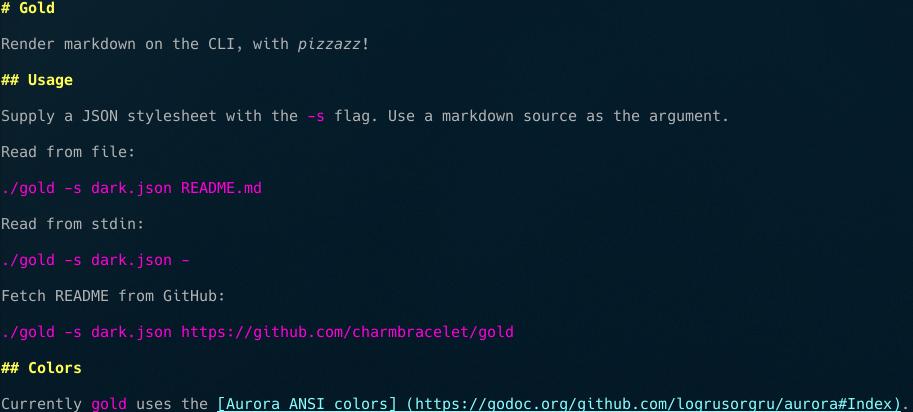 # Gold
Render markdown on the CLI, with pizzazz!
## Usage
Supply a JSON stylesheet with the -s flag. Use a markdown source as the argument.
Read from file:
./gold -s dark.json README.md
Read from stdin:
./gold -s dark.json -
Fetch README from GitHub:
./gold -s dark.json https://github.com/charmbracelet/gold
## Colors
Currently gold uses the [Aurora ANSI colors] (https://godoc.org/github.com/logrusorgru/aurora#Index).